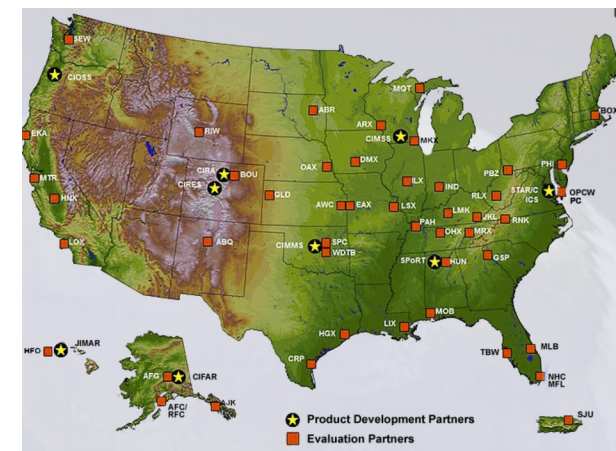 SEW
CIOSS
MQT
BOX
ABR
ARX
CIMSS
MKX
EKA
RIW
DMX
OAX
CIRA
BOU
CIRES
PBZ
PHI
MTR
HNX
GLD
ILX
IND
RLX
STAR/C
ICS
OPCW
PC
AWC
EAX
LSX
LMK
JKL
RNK
PAH
OHX
MRX
LOX
ABQ
CIMMS
SPC
WDTB
SPoRT
HUN
GSP
MOB
LIX
HGX
HFO
JIMAR
CRP
TBW
MLB
AFG
CIFAR
NHC
MFL
AFC/
RFC
AJK
SJU
Product Development Partners
Evaluation Partners